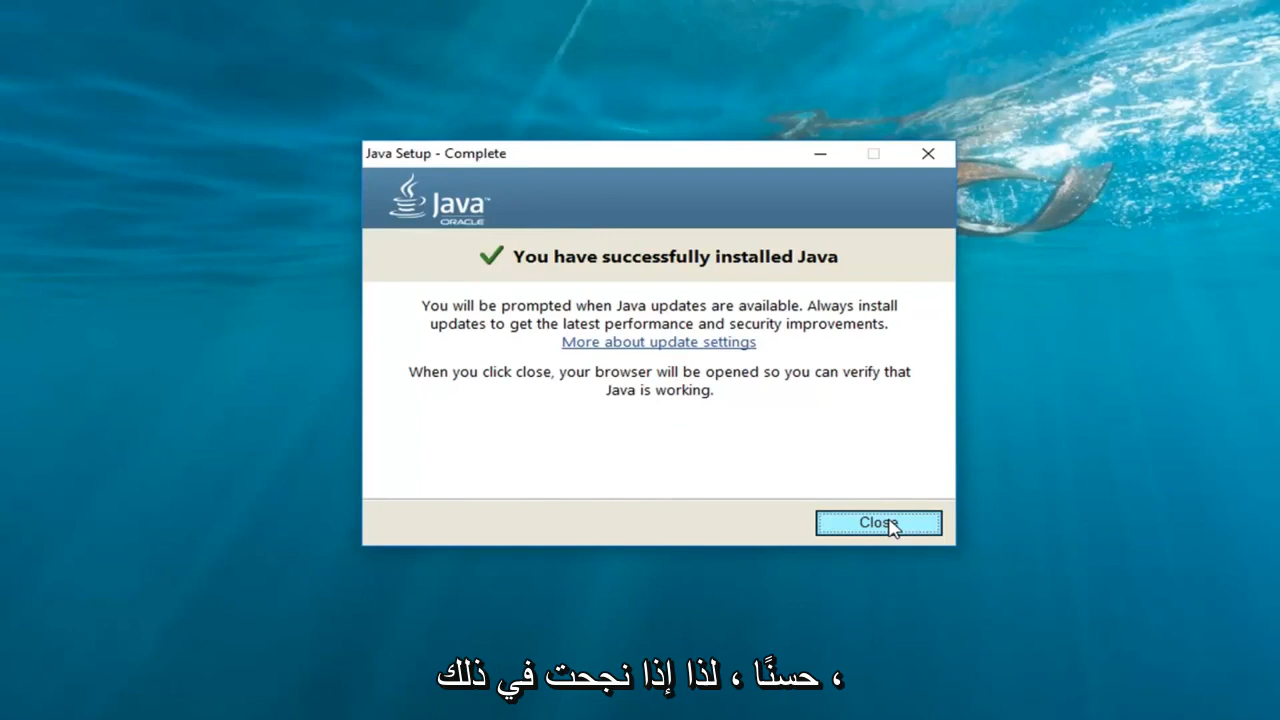 Java Setup - Complete
Java™
ORACLE
You have successfully installed Java
You will be prompted when Java updates are available. Always install
updates to get the latest performance and security improvements.
More about update settings
When you click close, your browser will be opened so you can verify that
Java is working.
Close
، حسنًا ، لذا إذا نجحت في ذلك